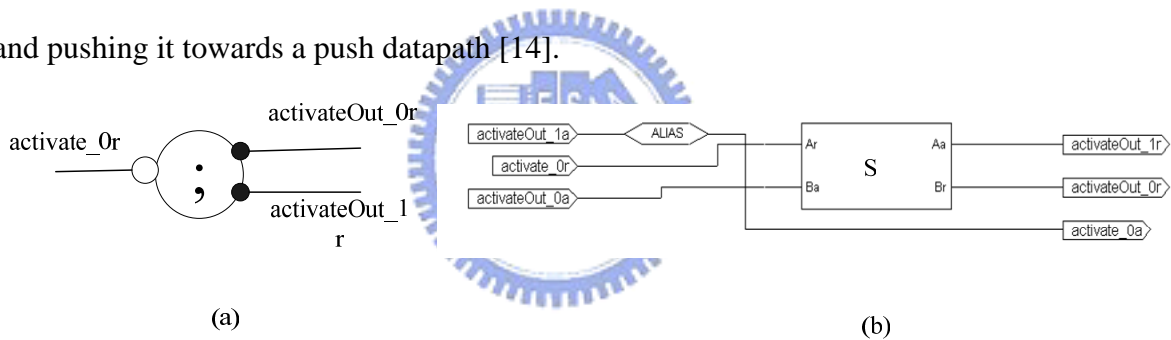 and pushing it towards a push datapath [14].
activate_0r
activateOut_0r
;
activateOut_1
r
activateOut_1a
ALIAS
activate_0r
activateOut_0a
Ar
Aa
S
Ba
Br
activateOut_1r
activateOut_0r
activate_0a
(a)
(b)